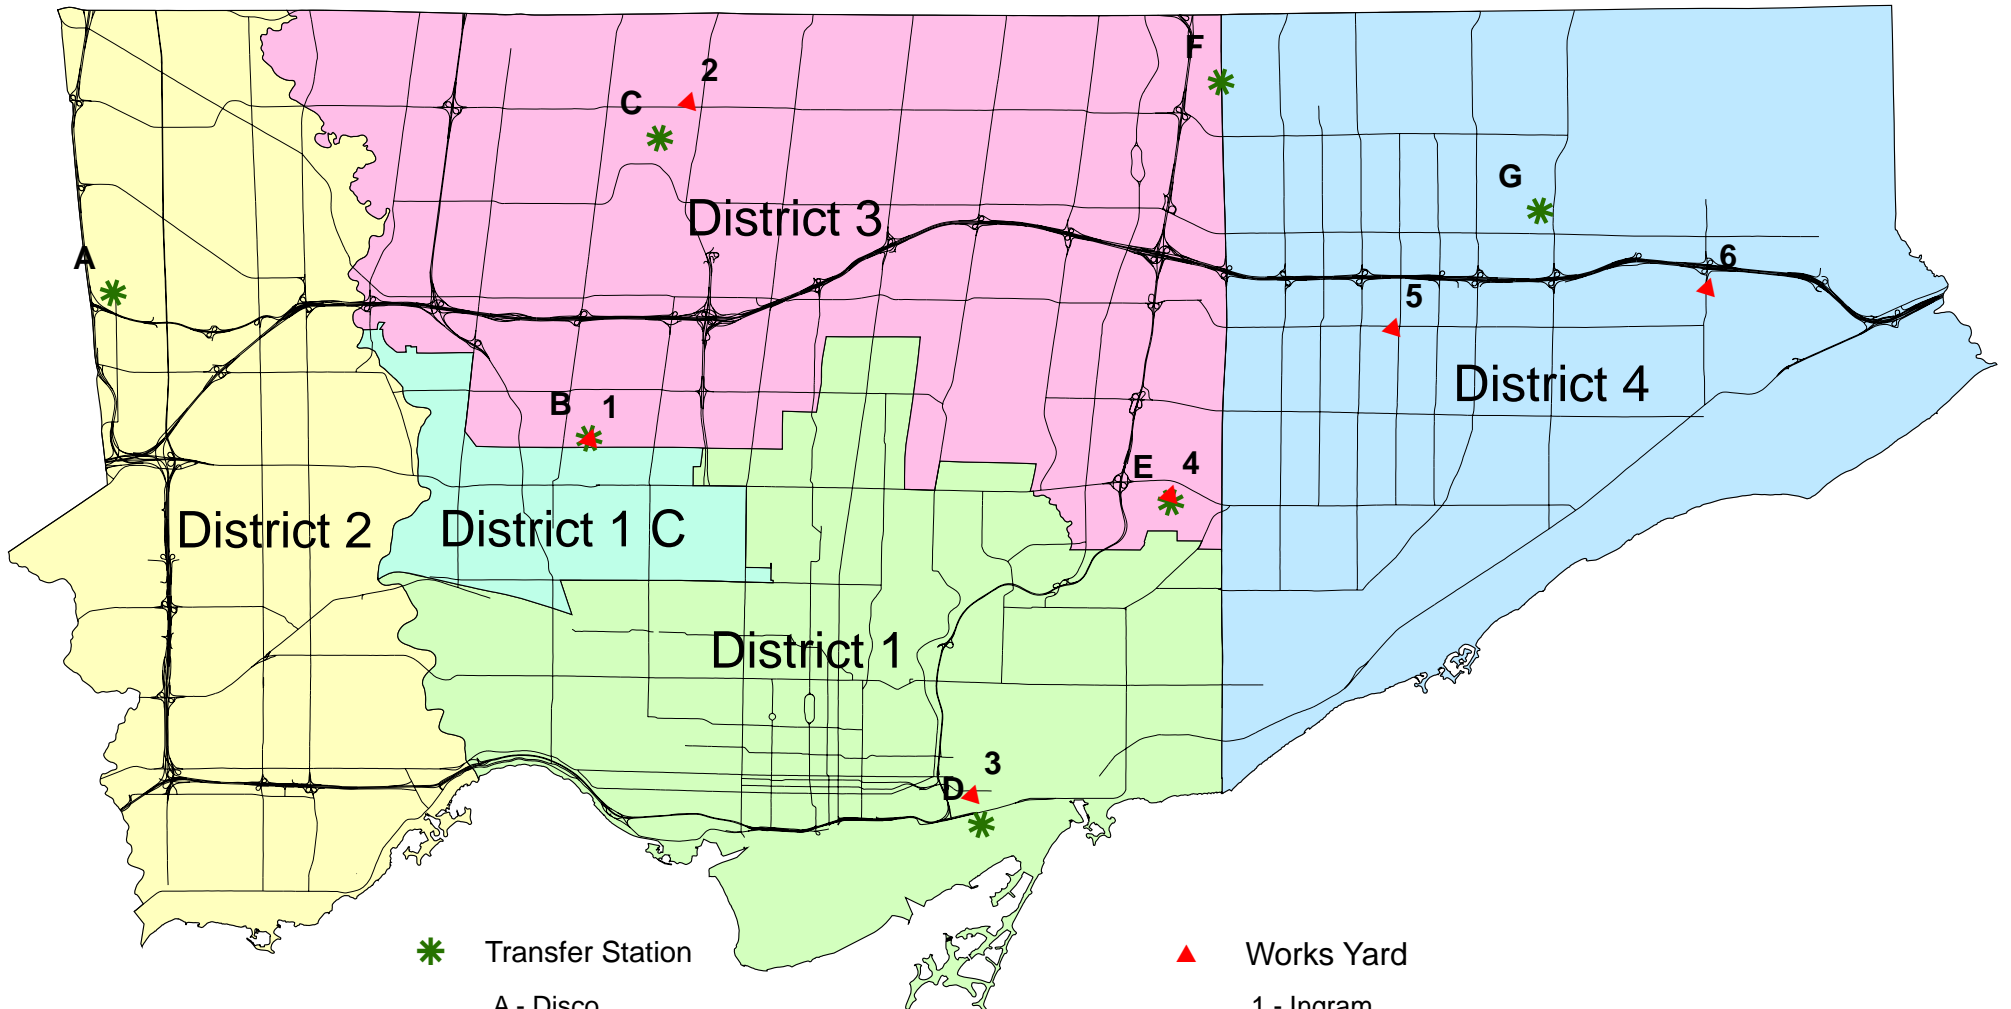 F
2
C
G
District 3
A
6
5
District 4
B 1
E 4
District 2
District 1 C
District 1
3
D
Transfer Station
Works Yard
A - Disco
1 - Ingram